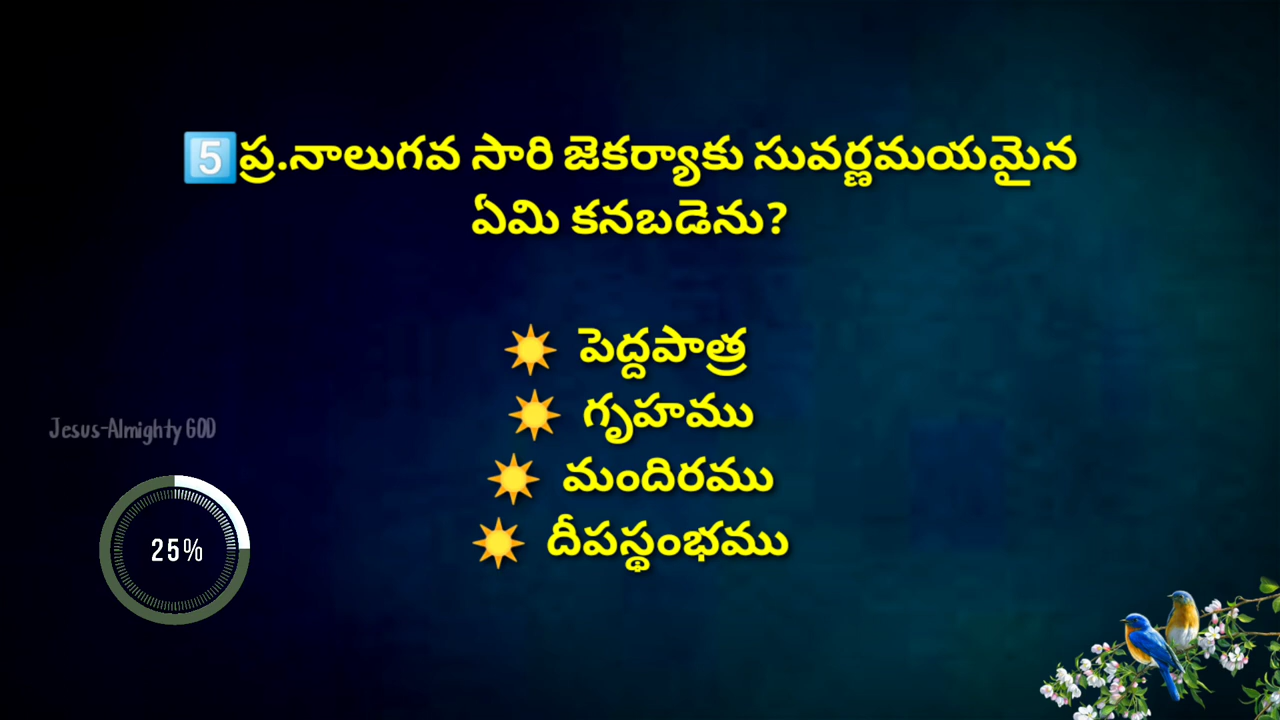 5️⃣ప్ర.నాలుగవ సారి జెకర్యాకు సువర్ణమయమైన
ఏమి కనబడెను?
☀️ పెద్దపాత్ర
☀️ గృహము
☀️ మందిరము
☀️ దీపస్థంభము
Jesus-Almighty GOD
25%